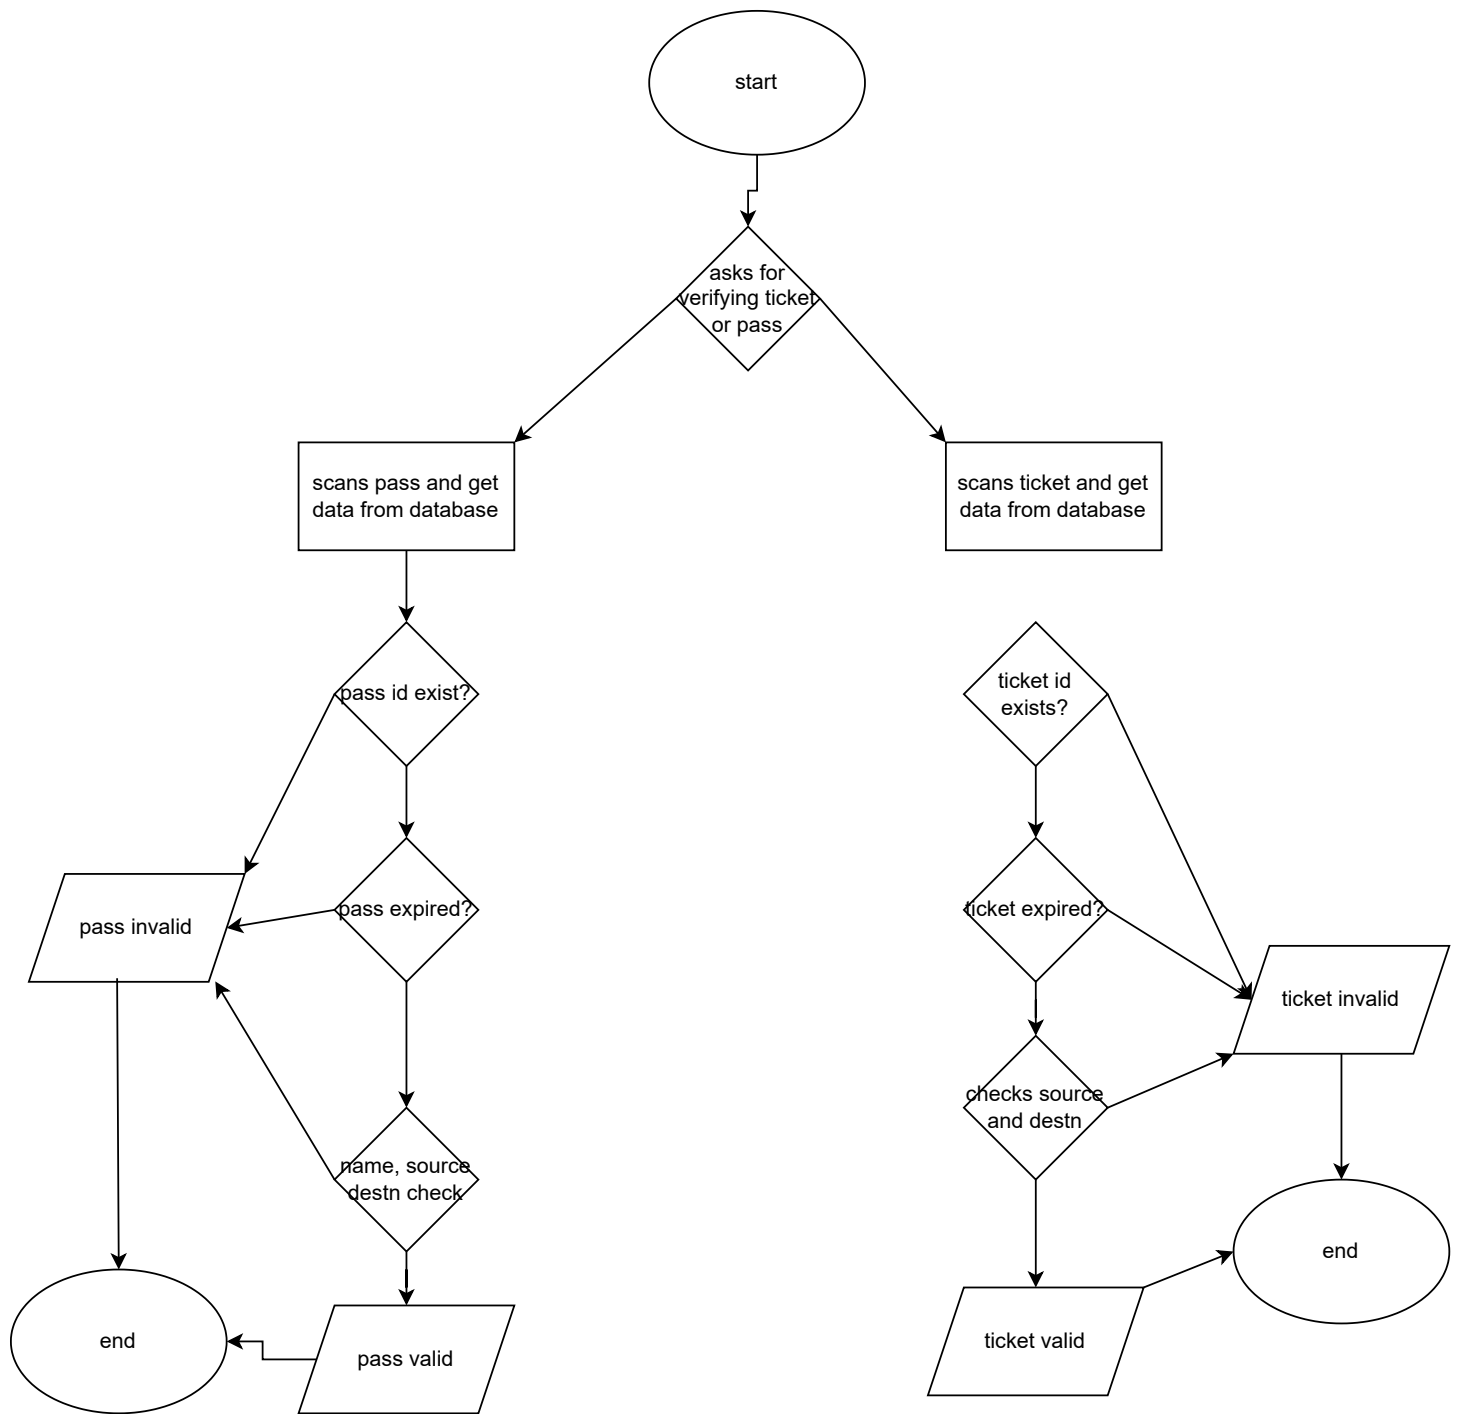 start
asks for
verifying ticket
or pass
scans pass and get
data from database
scans ticket and get
data from database
pass id exist?
ticket id
exists?
pass invalid
pass expired?
ticket expired?
ticket invalid
checks source
and destn
name, source
destn check
end
end
pass valid
ticket valid